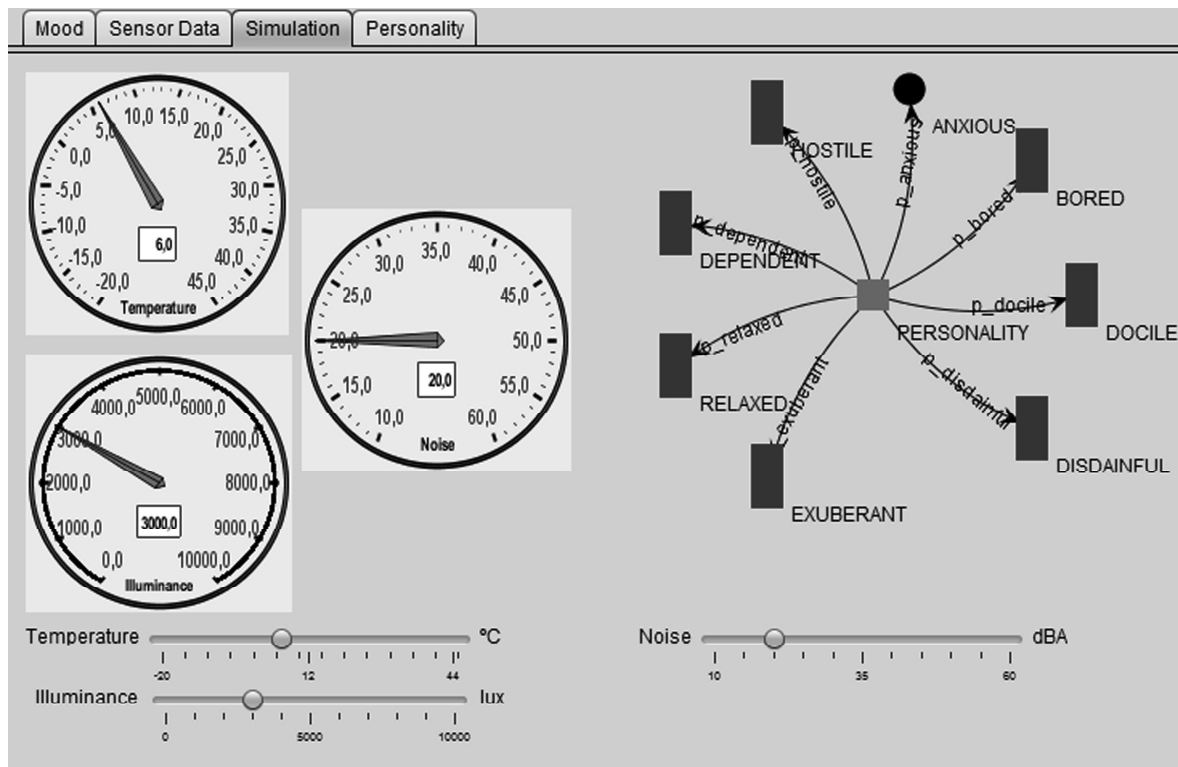 Mood Sensor Data Simulation Personality
10,0 15,0
5,0 20,0
0,0 25,0
-5,0 30,0
-10,0 35,0
6,0
-15,0 40,0
-20,0 45,0
Temperature
35,0
30,0 40,0
25,0 45,0
20,0 50,0
20,0
15,0 55,0
10,0 60,0
Noise
5000,0
4000,0 6000,0
3000,0 7000,0
2000,0 8000,0
3000,0
1000,0 9000,0
0,0 10000,0
Illuminance
ANXIOUS
p_anxious
HOSTILE
p_hostile
BORED
p_bored
p_dependent
DEPENDENT
p_docile
DOCILE
PERSONALITY
p_relaxed
RELAXED
p_disdainful
DISDAINFUL
_exuberant
EXUBERANT
Temperature ºC
-20 12 44
Noise dBA
10 35 60
Illuminance lux
0 5000 10000